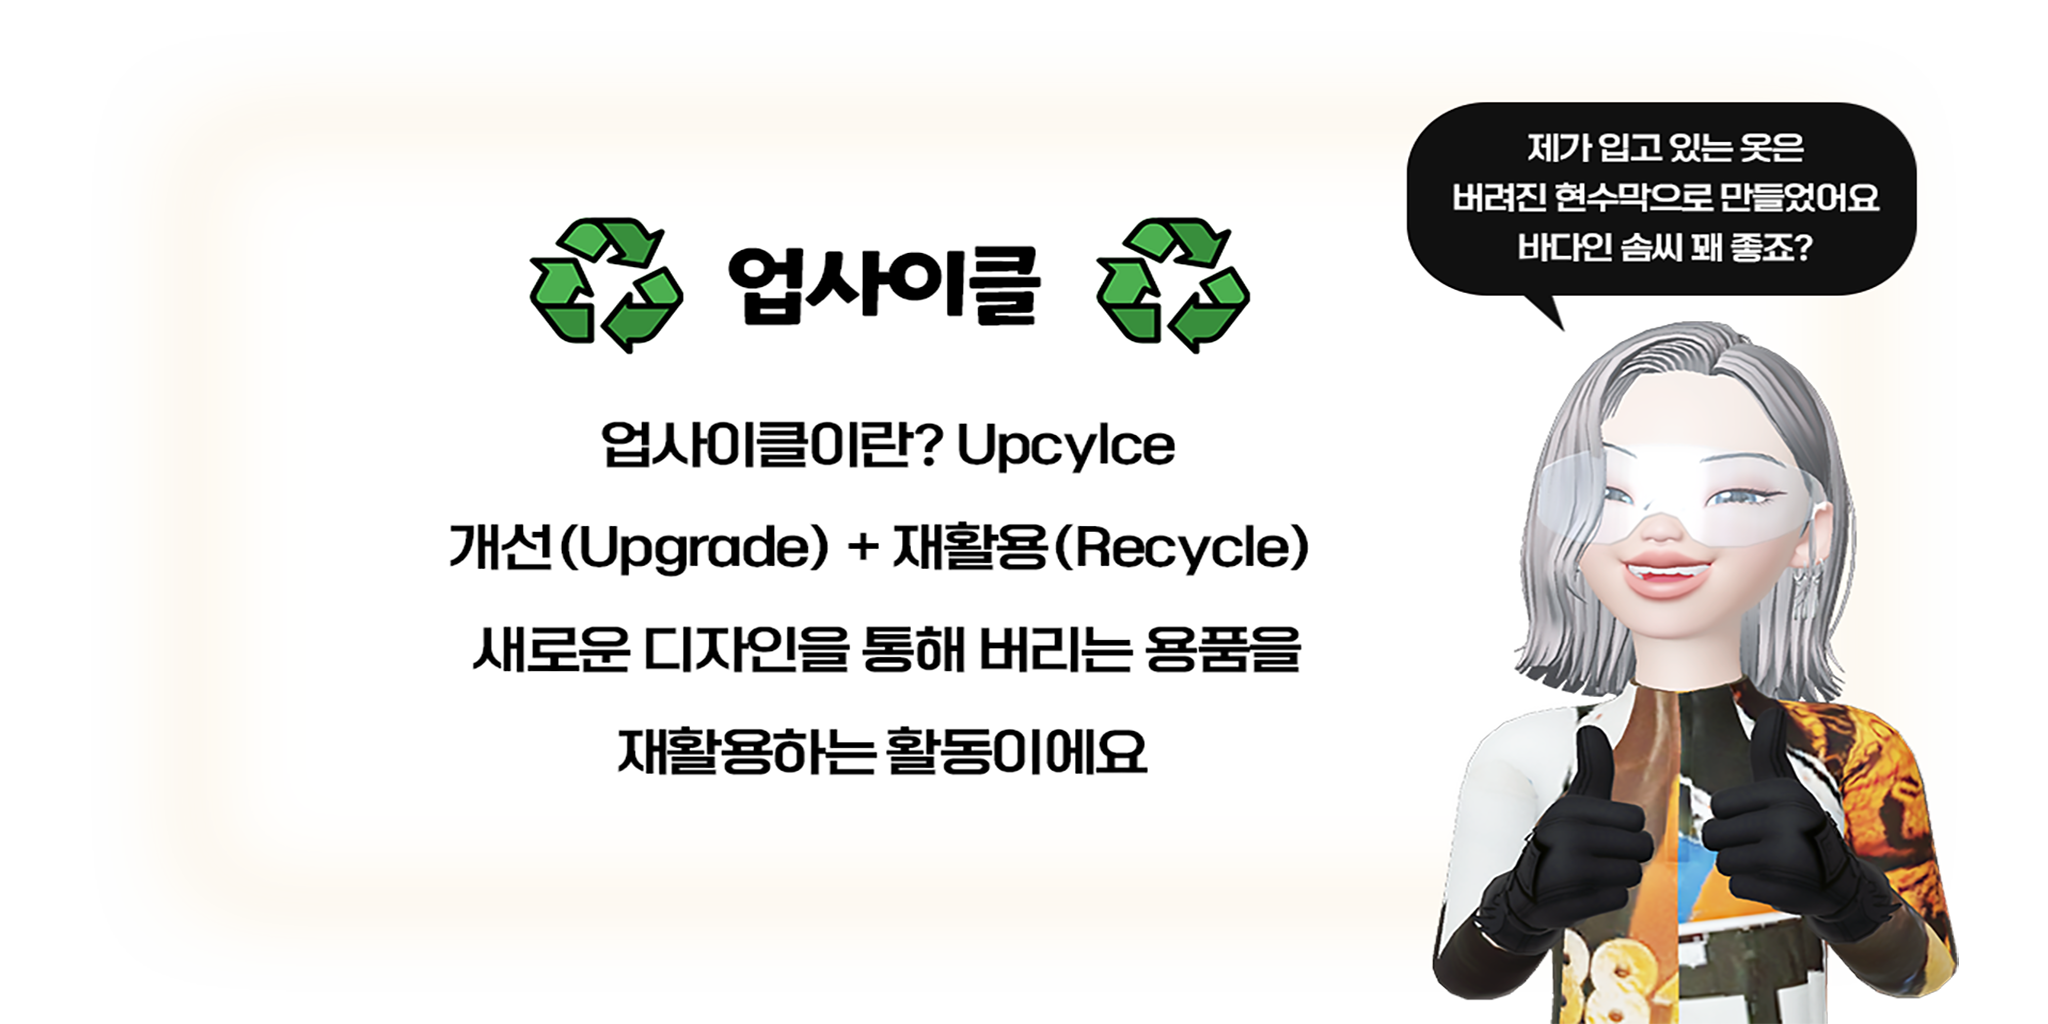 업사이클
업사이클이란? Upcylce
개선(Upgrade) + 재활용(Recycle)
새로운 디자인을 통해 버리는 용품을
재활용하는 활동이에요
제가 입고 있는 옷은
버려진 현수막으로 만들었어요
바다인 솜씨 꽤 좋죠?